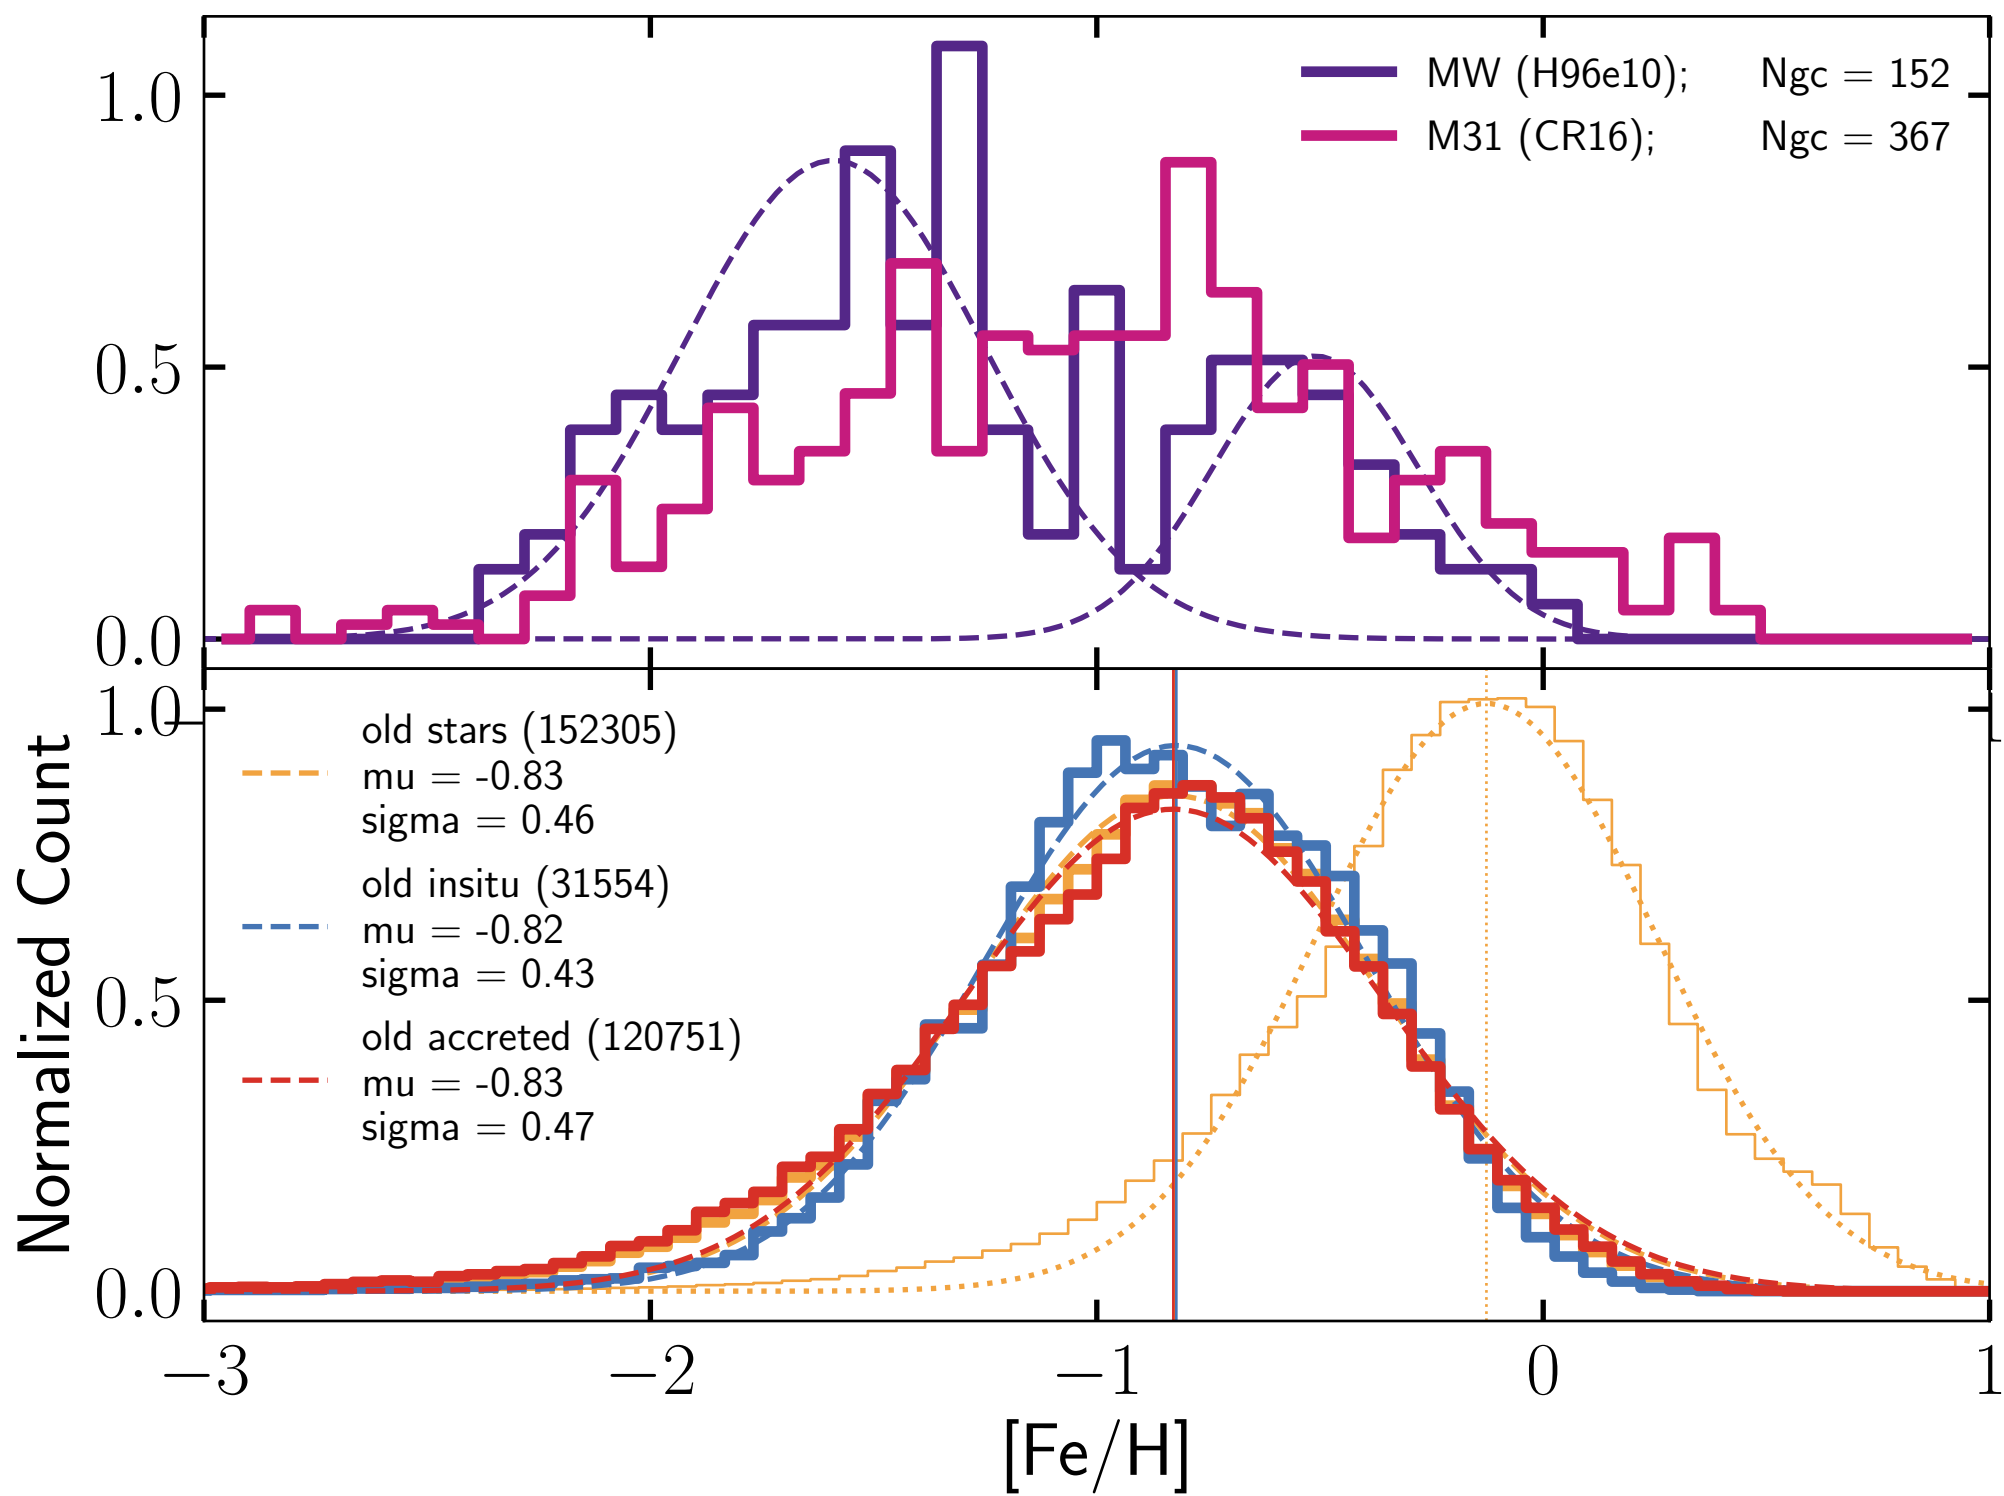 1.0
0.5
0.0
MW (H96e10); Ngc = 152
M31 (CR16); Ngc = 367
1.0
0.5
0.0
Normalized Count
old stars (152305)
mu = -0.83
sigma = 0.46
old insitu (31554)
mu = -0.82
sigma = 0.43
old accreted (120751)
mu = -0.83
sigma = 0.47
−3 −2 −1 0 1
[Fe/H]